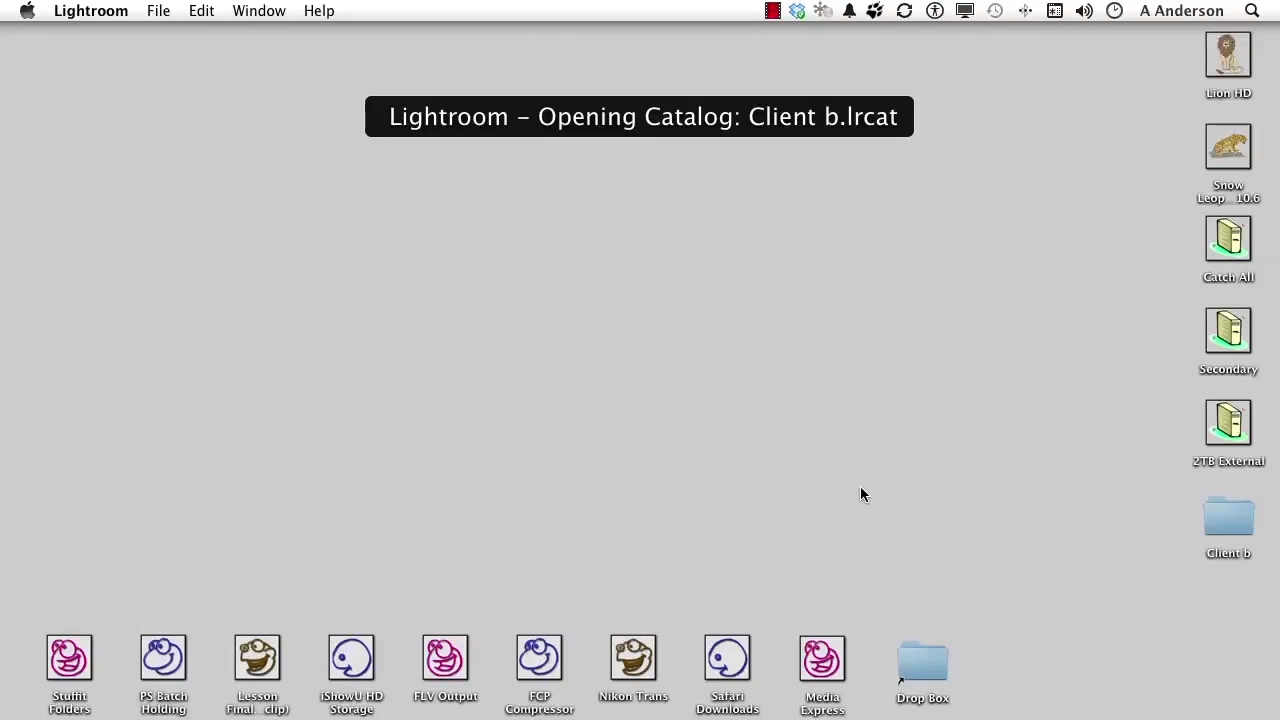 Lightroom File Edit Window Help A Anderson
Lightroom – Opening Catalog: Client b.lrcat
Lion HD
Snow
Leop...10.6
Catch All
Secondary
2TB External
Client b
Stuffit
Folders
PS Batch
Holding
Lesson
Final...clip)
iShowU HD
Storage
FLV Output
FCP
Compressor
Nikon Trans
Safari
Downloads
Media
Express
Drop Box